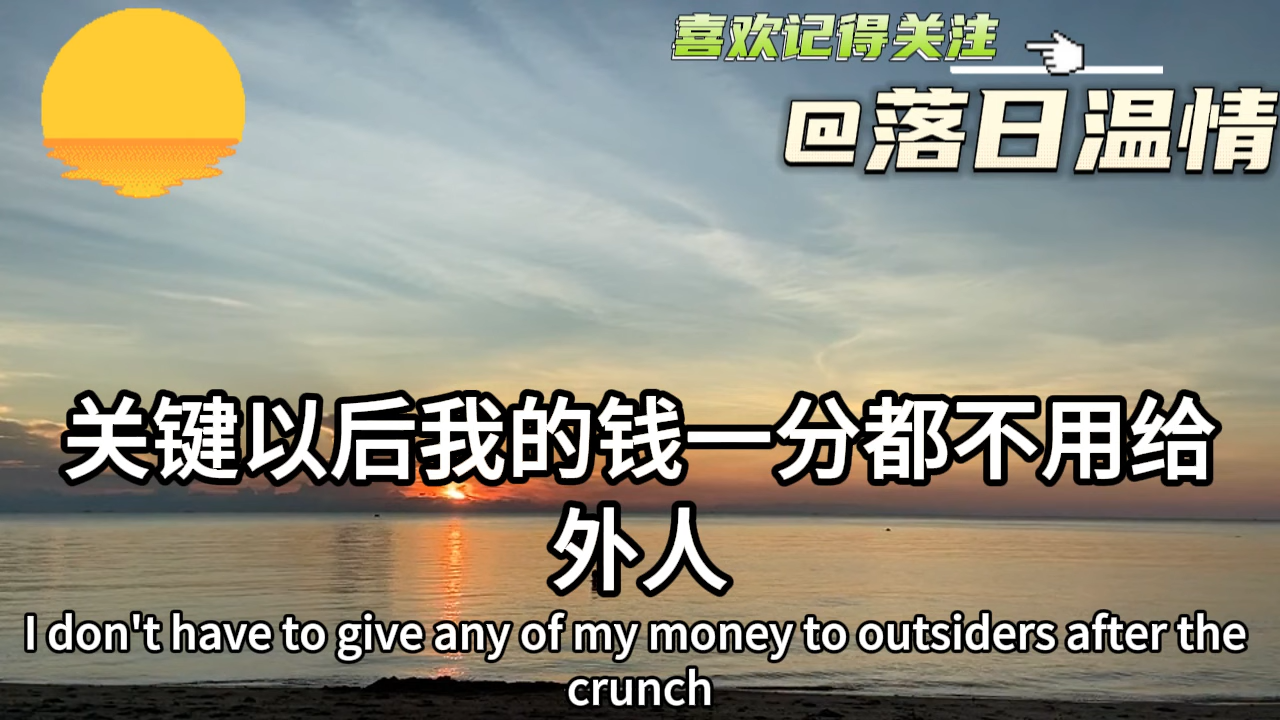 喜欢记得关注
@落日温情
关键以后我的钱一分都不用给
外人
I don't have to give any of my money to outsiders after the
crunch